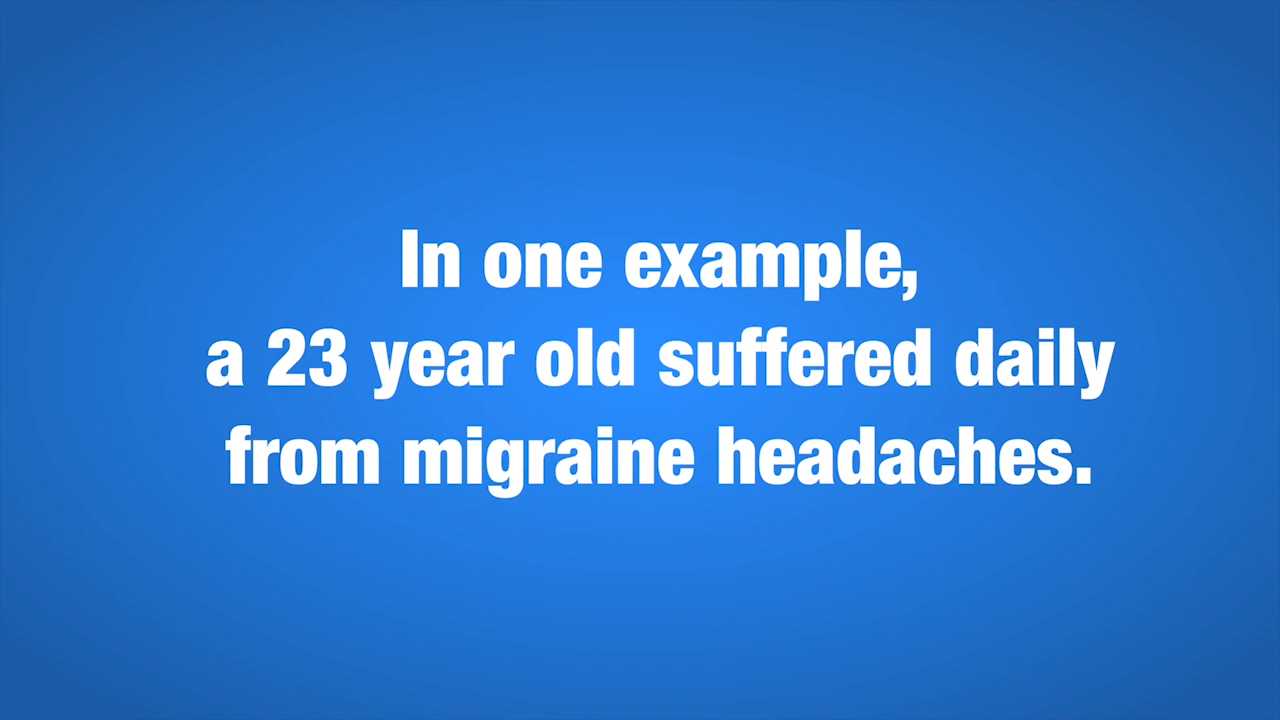 In one example,
a 23 year old suffered daily
from migraine headaches.